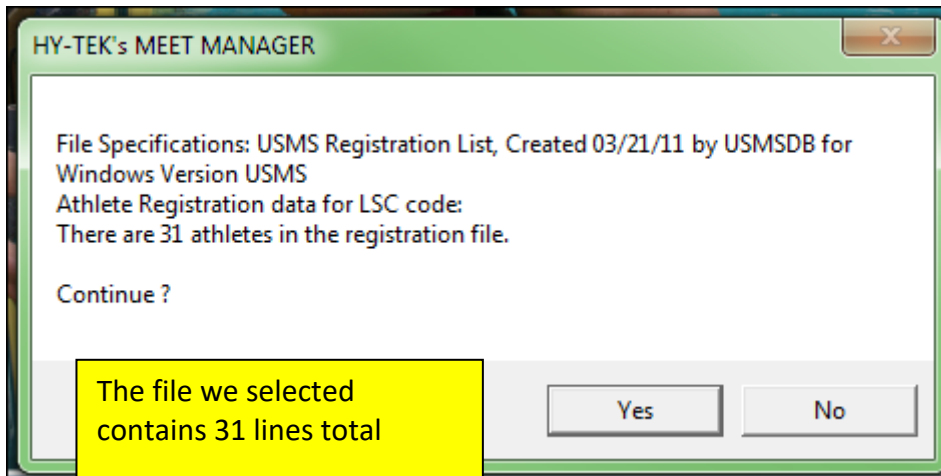 HY-TEK's MEET MANAGER
File Specifications: USMS Registration List, Created 03/21/11 by USMSDB for
Windows Version USMS
Athlete Registration data for LSC code:
There are 31 athletes in the registration file.
Continue ?
The file we selected
contains 31 lines total
Yes No